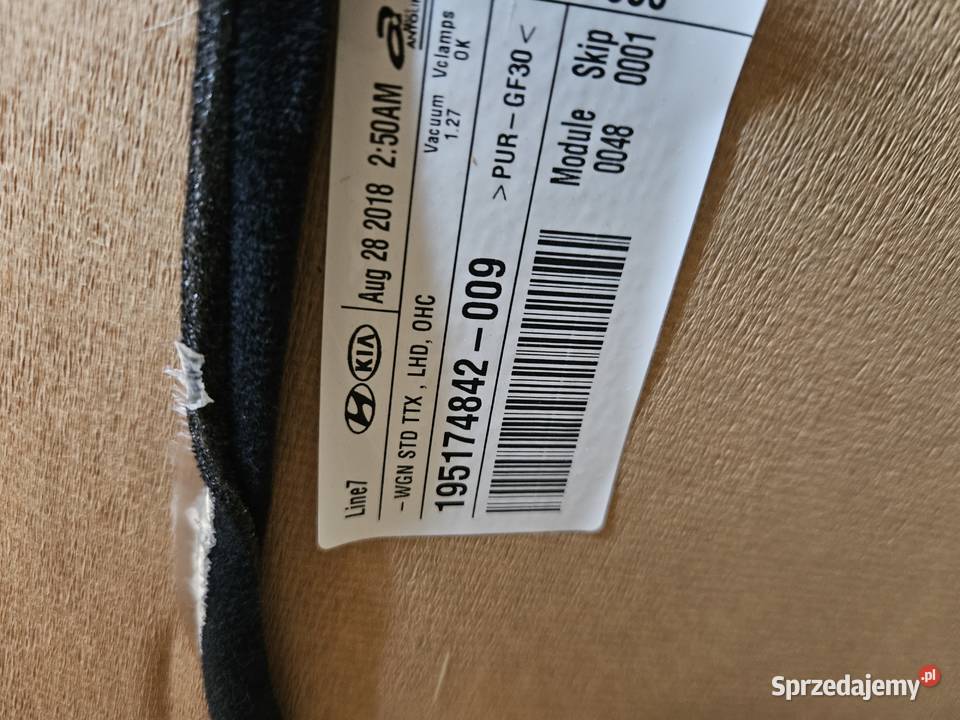 Line7 KIA Aug 28 2018 2:50AM ANTOLIN
-WGN STD TTX , LHD, OHC
Vacuum Vclamps
1.27 OK
195174842-009 >PUR-GF30<
Module Skip
0048 0001
Sprzedajemy.pl